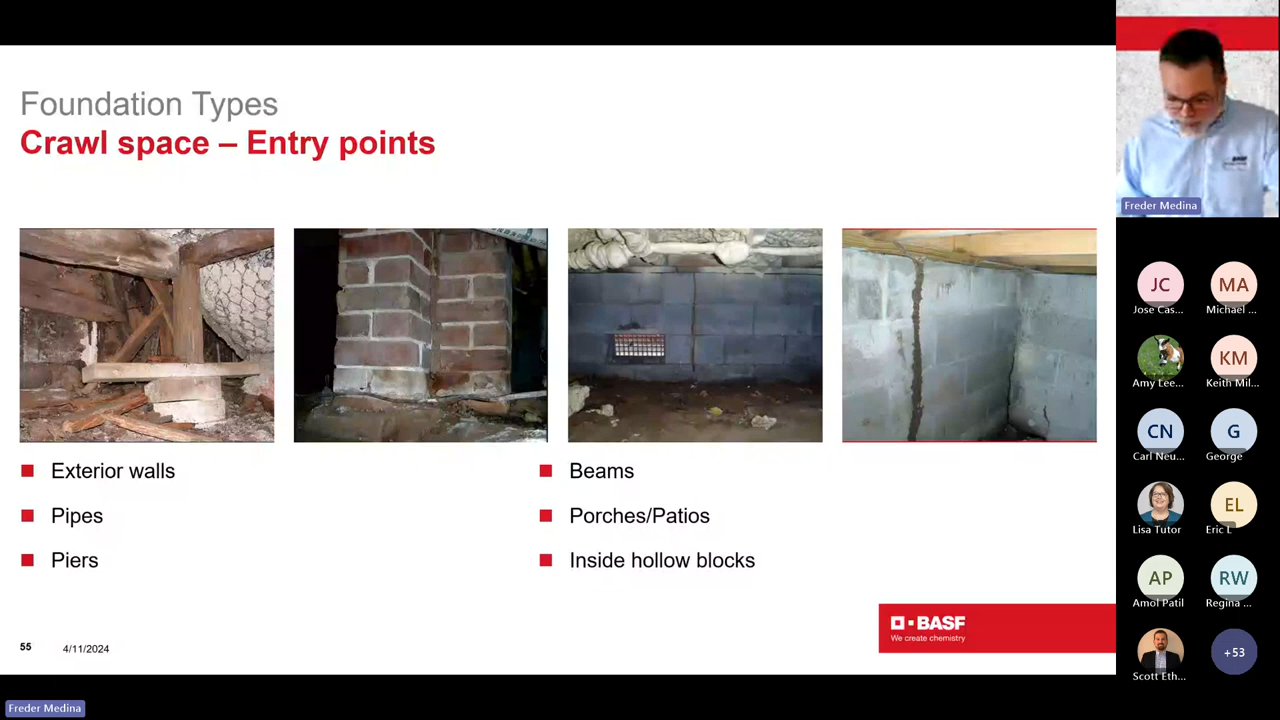 Foundation Types
Crawl space – Entry points
Exterior walls
Pipes
Piers
Beams
Porches/Patios
Inside hollow blocks
55
4/11/2024
BASF
We create chemistry
Freder Medina
BASF
Freder Medina
JC
Jose Cas...
MA
Michael ...
Amy Lee...
KM
Keith Mil...
CN
Carl Neu...
G
George
Lisa Tutor
EL
Eric L
AP
Amol Patil
RW
Regina ...
Scott Eth...
+53